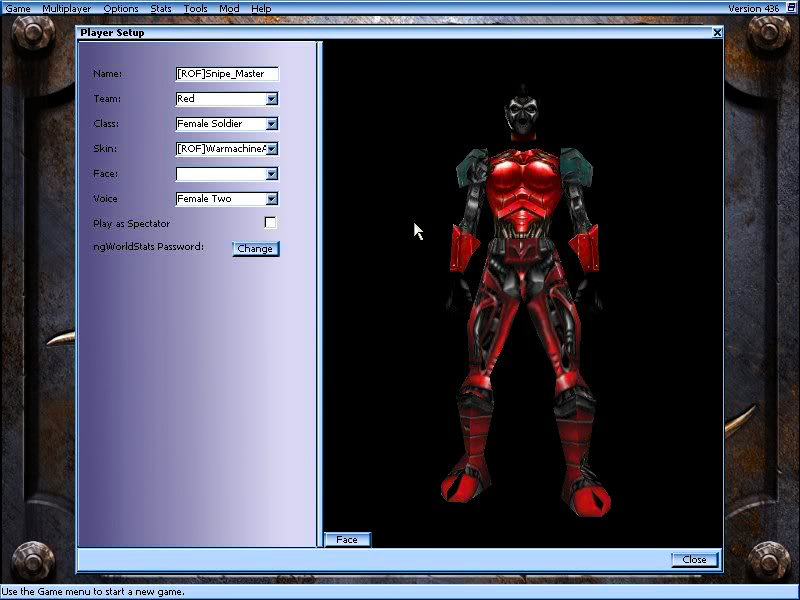 Game Multiplayer Options Stats Tools Mod Help Version 436
Player Setup
Name: [ROF]Snipe_Master
Team: Red
Class: Female Soldier
Skin: [ROF]WarmachineA
Face:
Voice Female Two
Play as Spectator
ngWorldStats Password: Change
Face
Close
Use the Game menu to start a new game.